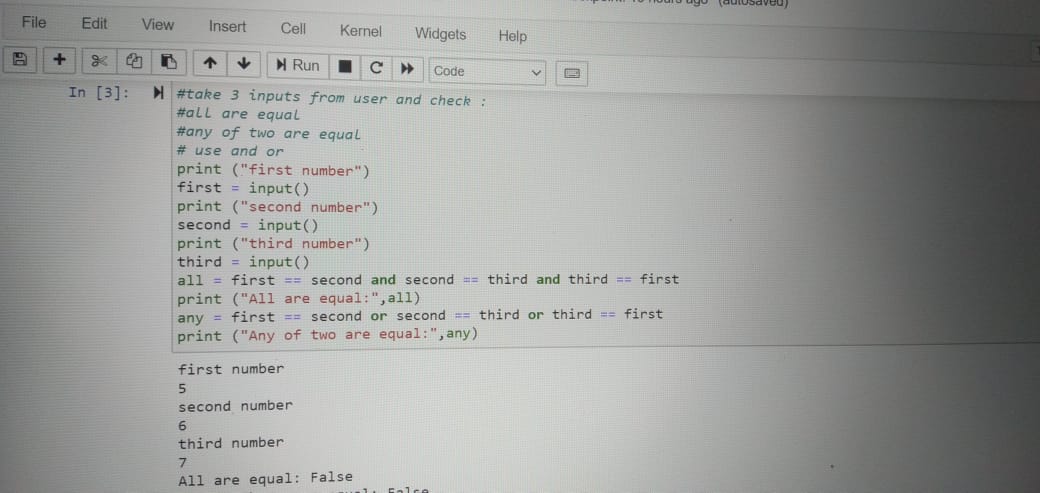 hours ago (autosaved)
File Edit View Insert Cell Kernel Widgets Help
Run Code
In [3]: #take 3 inputs from user and check :
#all are equal
#any of two are equal
# use and or
print ("first number")
first = input()
print ("second number")
second = input()
print ("third number")
third = input()
all = first == second and second == third and third == first
print ("All are equal:",all)
any = first == second or second == third or third == first
print ("Any of two are equal:",any)
first number
5
second number
6
third number
7
All are equal: False
False